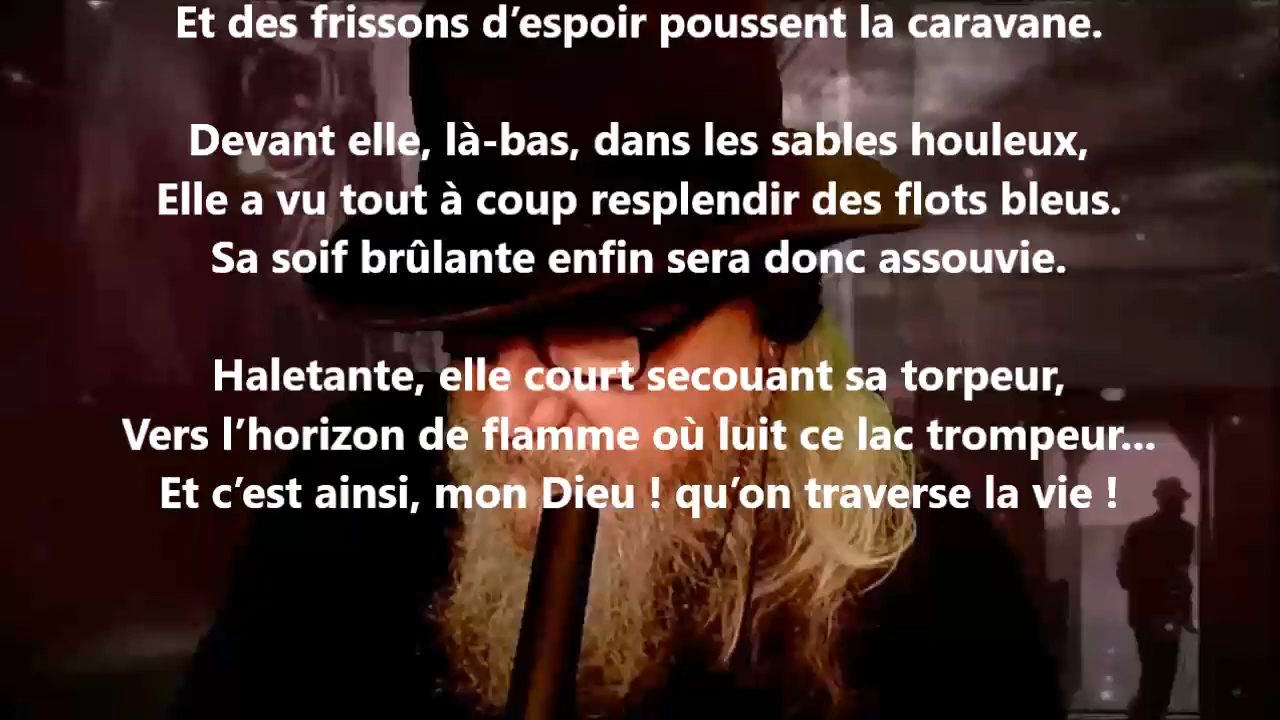 Et des frissons d’espoir poussent la caravane.
Devant elle, là-bas, dans les sables houleux,
Elle a vu tout à coup resplendir des flots bleus.
Sa soif brûlante enfin sera donc assouvie.
Haletante, elle court secouant sa torpeur,
Vers l’horizon de flamme où luit ce lac trompeur...
Et c’est ainsi, mon Dieu ! qu’on traverse la vie !